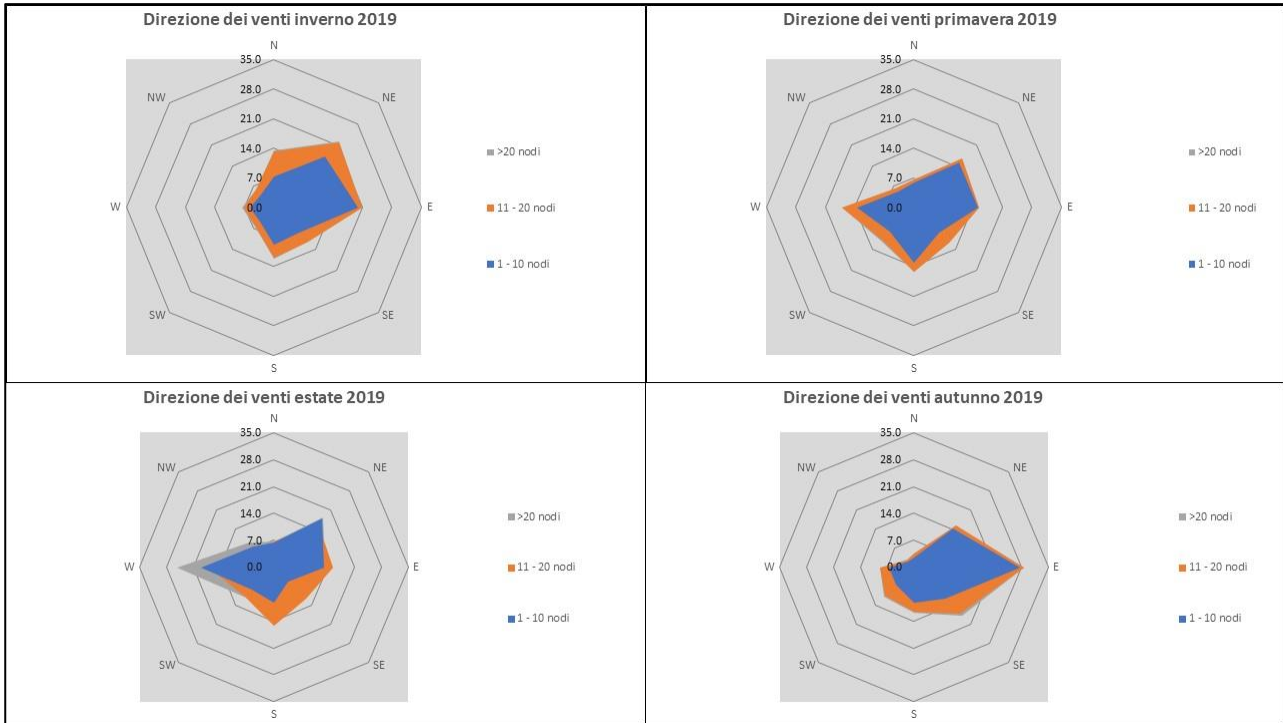 Direzione dei venti inverno 2019
N
35.0
28.0
NW
NE
21.0
14.0
7.0
>20 nodi
W
0.0
E
11 - 20 nodi
1 - 10 nodi
SW
SE
S
Direzione dei venti primavera 2019
N
35.0
28.0
NW
NE
21.0
14.0
7.0
>20 nodi
W
0.0
E
11 - 20 nodi
1 - 10 nodi
SW
SE
S
Direzione dei venti estate 2019
N
35.0
28.0
NW
NE
21.0
14.0
7.0
>20 nodi
W
0.0
E
11 - 20 nodi
1 - 10 nodi
SW
SE
S
Direzione dei venti autunno 2019
N
35.0
28.0
NW
NE
21.0
14.0
7.0
>20 nodi
W
0.0
E
11 - 20 nodi
1 - 10 nodi
SW
SE
S